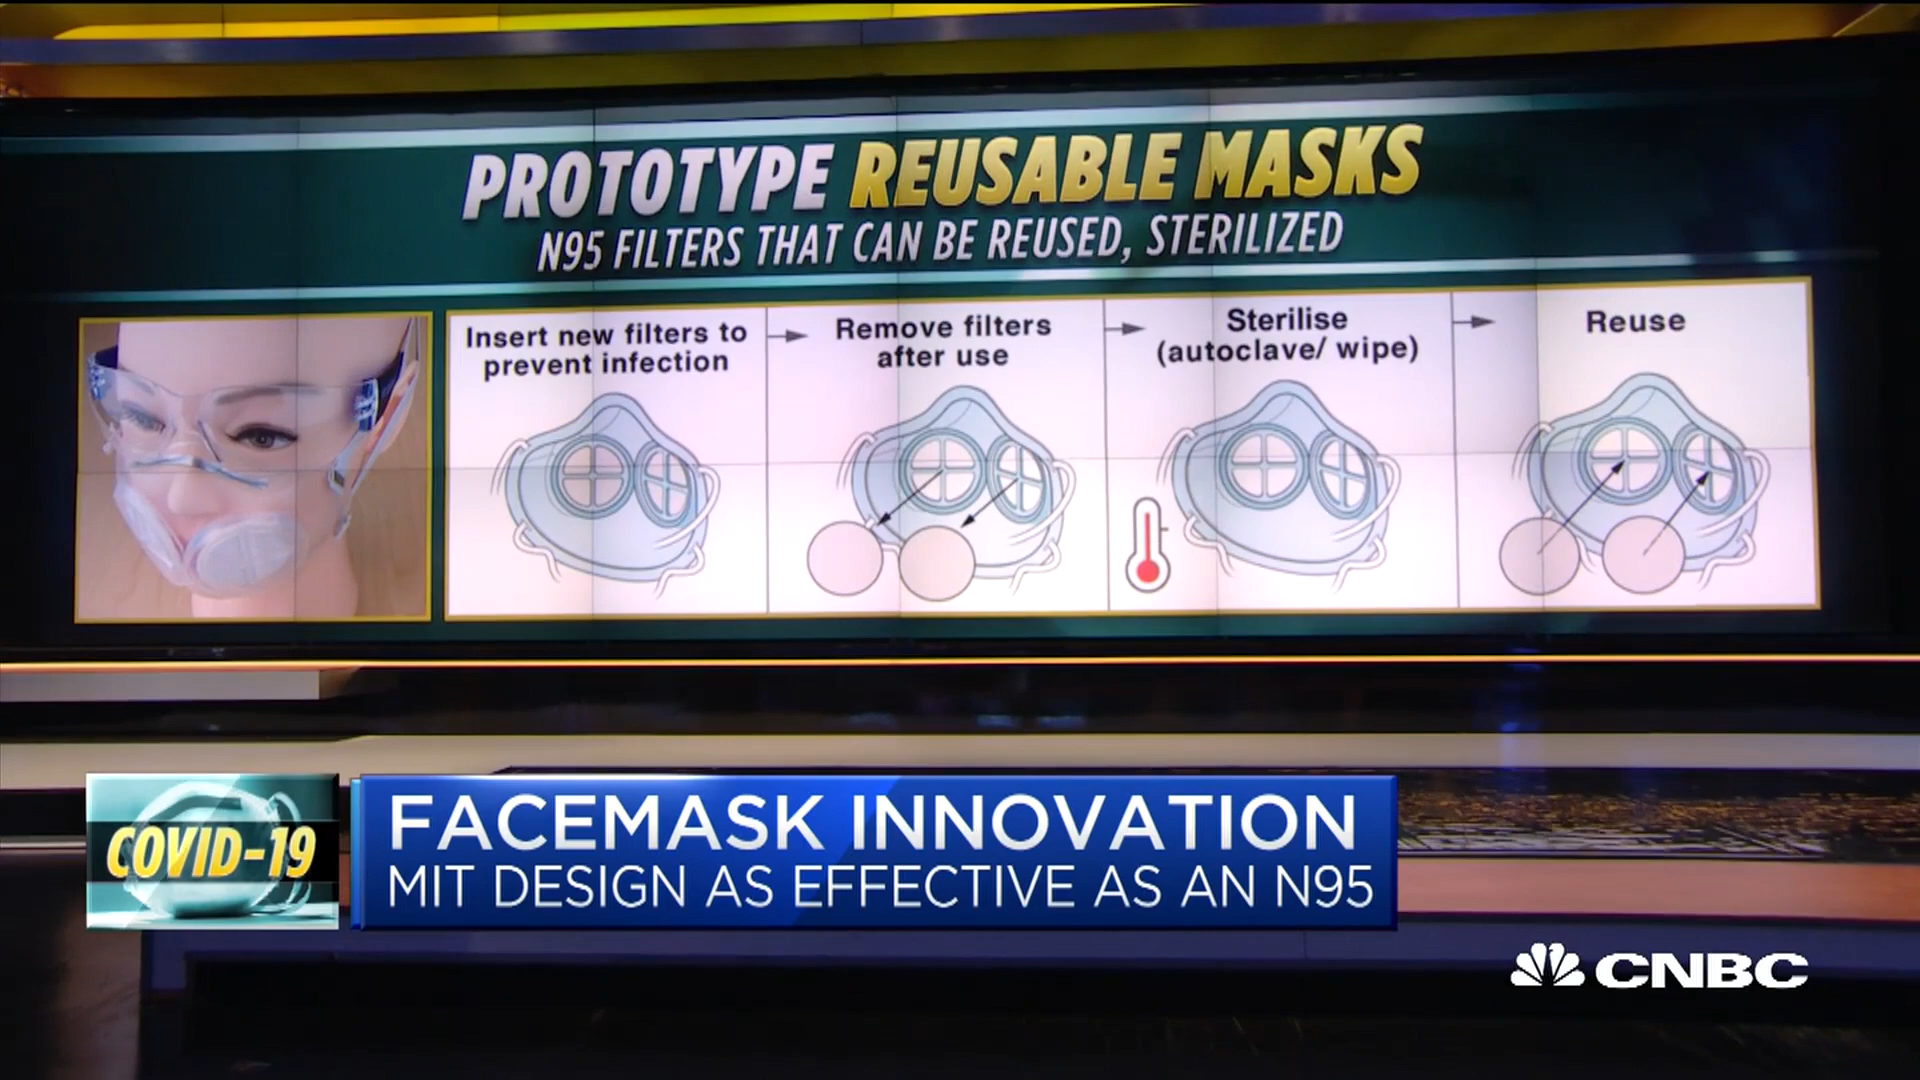 PROTOTYPE REUSABLE MASKS
N95 FILTERS THAT CAN BE REUSED, STERILIZED
Insert new filters to
prevent infection
Remove filters
after use
Sterilise
(autoclave/ wipe)
Reuse
COVID-19
FACEMASK INNOVATION
MIT DESIGN AS EFFECTIVE AS AN N95
CNBC